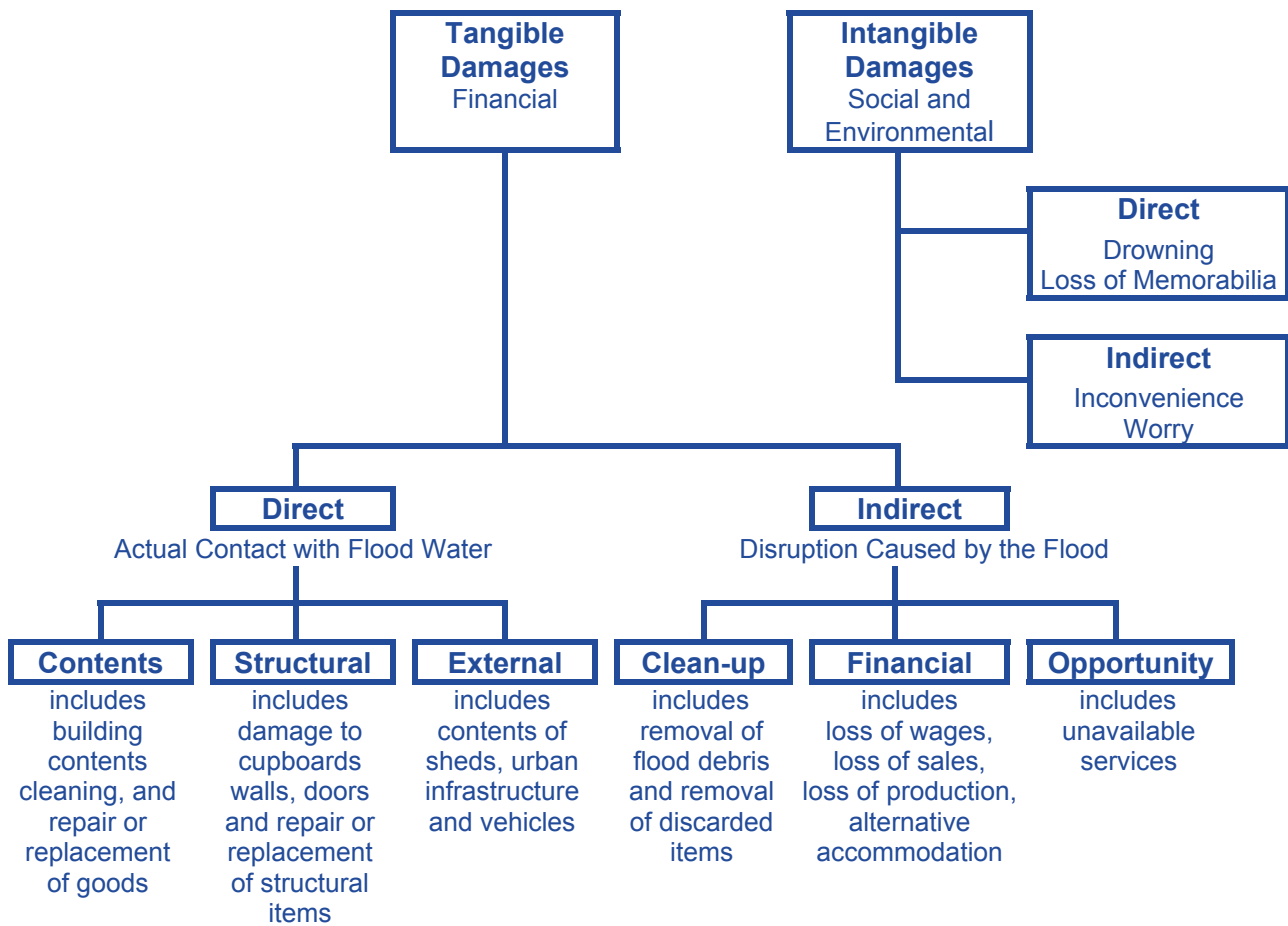 Tangible
Damages
Financial
Intangible
Damages
Social and
Environmental
Direct
Drowning
Loss of Memorabilia
Indirect
Inconvenience
Worry
Direct
Actual Contact with Flood Water
Indirect
Disruption Caused by the Flood
Contents
includes
building
contents
cleaning, and
repair or
replacement
of goods
Structural
includes
damage to
cupboards
walls, doors
and repair or
replacement
of structural
items
External
includes
contents of
sheds, urban
infrastructure
and vehicles
Clean-up
includes
removal of
flood debris
and removal
of discarded
items
Financial
includes
loss of wages,
loss of sales,
loss of production,
alternative
accommodation
Opportunity
includes
unavailable
services